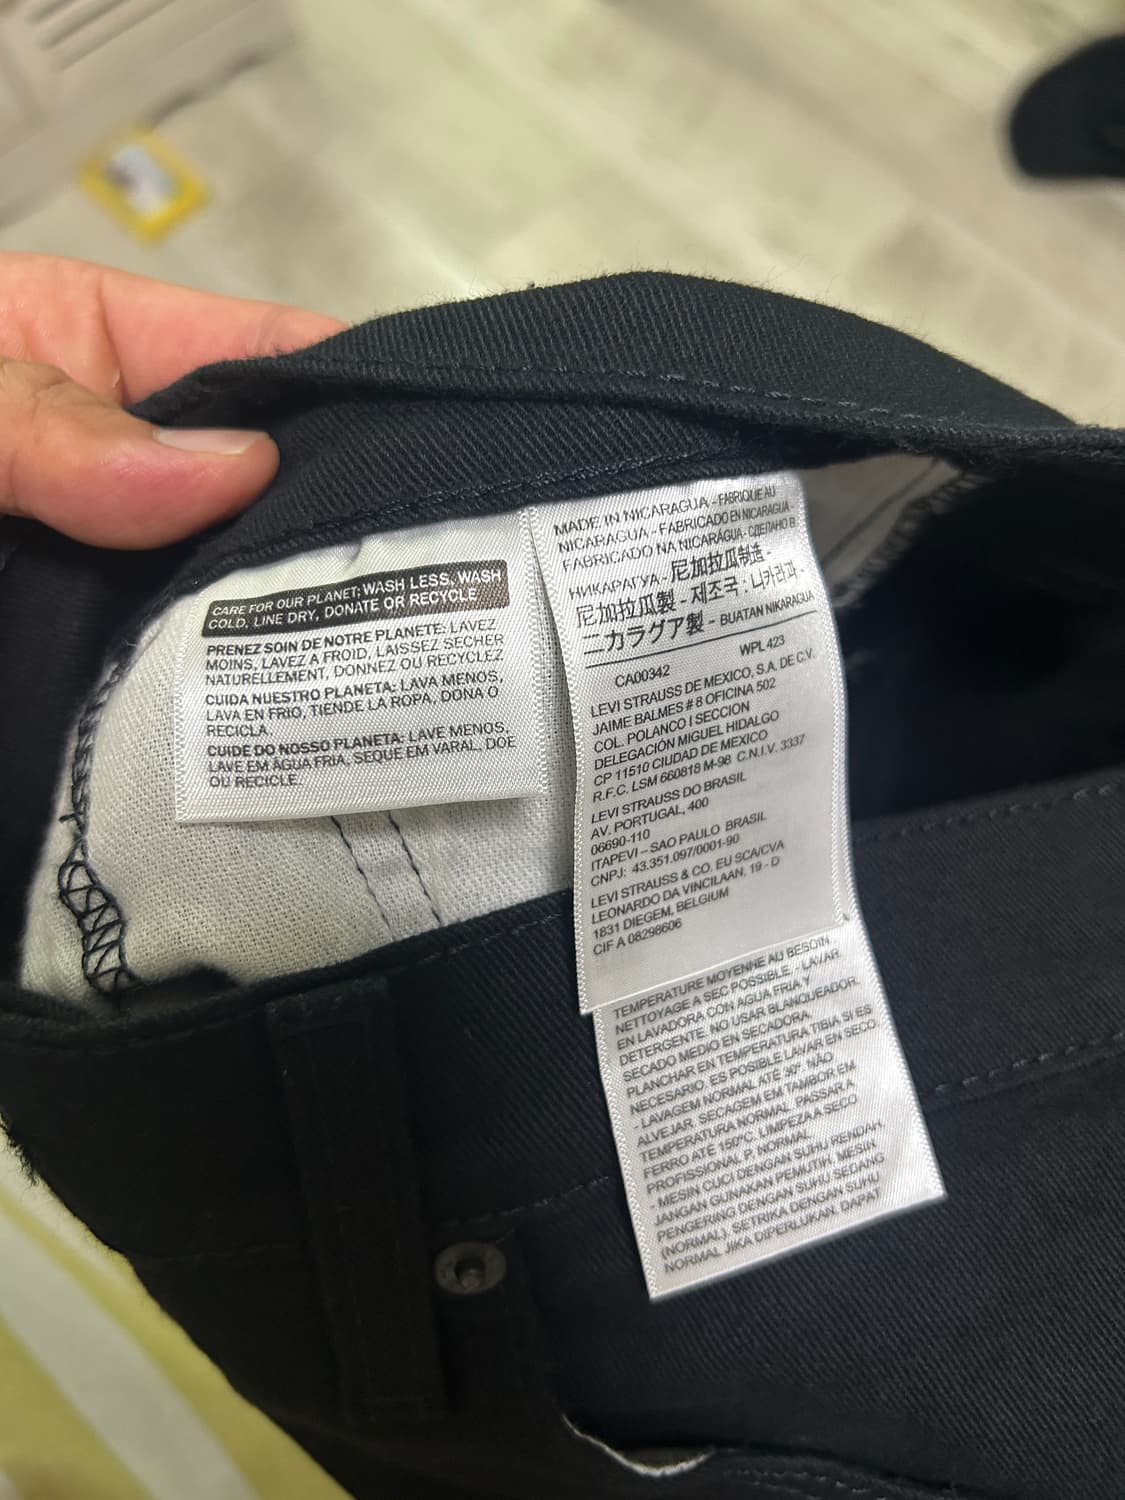 CARE FOR OUR PLANET: WASH LESS, WASH
COLD, LINE DRY, DONATE OR RECYCLE
PRENEZ SOIN DE NOTRE PLANETE: LAVEZ
MOINS, LAVEZ A FROID, LAISSEZ SECHER
NATURELLEMENT, DONNEZ OU RECYCLEZ
CUIDA NUESTRO PLANETA: LAVA MENOS,
LAVA EN FRIO, TIENDE LA ROPA, DONA O
RECICLA.
CUIDE DO NOSSO PLANETA: LAVE MENOS,
LAVE EM ÁGUA FRIA, SEQUE EM VARAL, DOE
OU RECICLE.
MADE IN NICARAGUA - FABRIQUE AU
NICARAGUA - FABRICADO EN NICARAGUA -
FABRICADO NA NICARÁGUA - СДЕЛАНО В
НИКАРАГУА - 尼加拉瓜制造 -
尼加拉瓜製 - 제조국 : 니카라과 -
ニカラグア製 - BUATAN NIKARAGUA
CA00342 WPL 423
LEVI STRAUSS DE MEXICO, S.A. DE C.V.
JAIME BALMES # 8 OFICINA 502
COL. POLANCO I SECCION
DELEGACIÓN MIGUEL HIDALGO
CP 11510 CIUDAD DE MEXICO
R.F.C. LSM 660818 M-98 C.N.I.V. 3337
LEVI STRAUSS DO BRASIL
AV. PORTUGAL, 400
06690-110
ITAPEVI – SAO PAULO BRASIL
CNPJ: 43.351.097/0001-90
LEVI STRAUSS & CO. EU SCA/CVA
LEONARDO DA VINCILAAN, 19 - D
1831 DIEGEM, BELGIUM
CIF A 08298606
TEMPERATURE MOYENNE AU BESOIN.
NETTOYAGE A SEC POSSIBLE. - LAVAR
EN LAVADORA CON AGUA FRIA Y
DETERGENTE. NO USAR BLANQUEADOR.
SECADO MEDIO EN SECADORA.
PLANCHAR EN TEMPERATURA TIBIA SI ES
NECESARIO. ES POSIBLE LAVAR EN SECO.
- LAVAGEM NORMAL ATÉ 30°. NÃO
ALVEJAR. SECAGEM EM TAMBOR EM
TEMPERATURA NORMAL. PASSAR A
FERRO ATÉ 150°C. LIMPEZA A SECO
PROFISSIONAL P, NORMAL.
MESIN CUCI DENGAN SUHU RENDAH.
JANGAN GUNAKAN PEMUTIH. MESIN
PENGERING DENGAN SUHU SEDANG
(NORMAL). SETRIKA DENGAN SUHU
NORMAL JIKA DIPERLUKAN. DAPAT